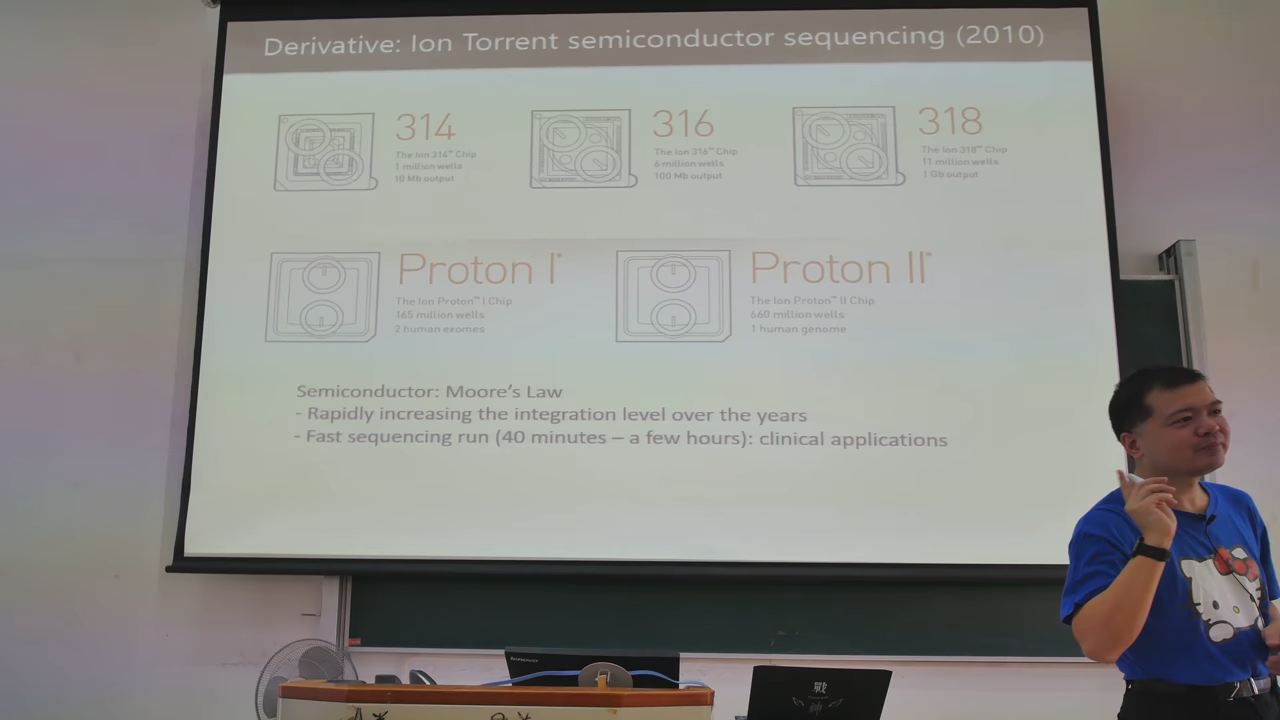 Derivative: Ion Torrent semiconductor sequencing (2010)
314
The Ion 314™ Chip
1 million wells
10 Mb output
316
The Ion 316™ Chip
6 million wells
100 Mb output
318
The Ion 318™ Chip
11 million wells
1 Gb output
Proton I*
The Ion Proton™ I Chip
165 million wells
2 human exomes
Proton II*
The Ion Proton™ II Chip
660 million wells
1 human genome
Semiconductor: Moore's Law
- Rapidly increasing the integration level over the years
- Fast sequencing run (40 minutes – a few hours): clinical applications
lenovo
戰
神